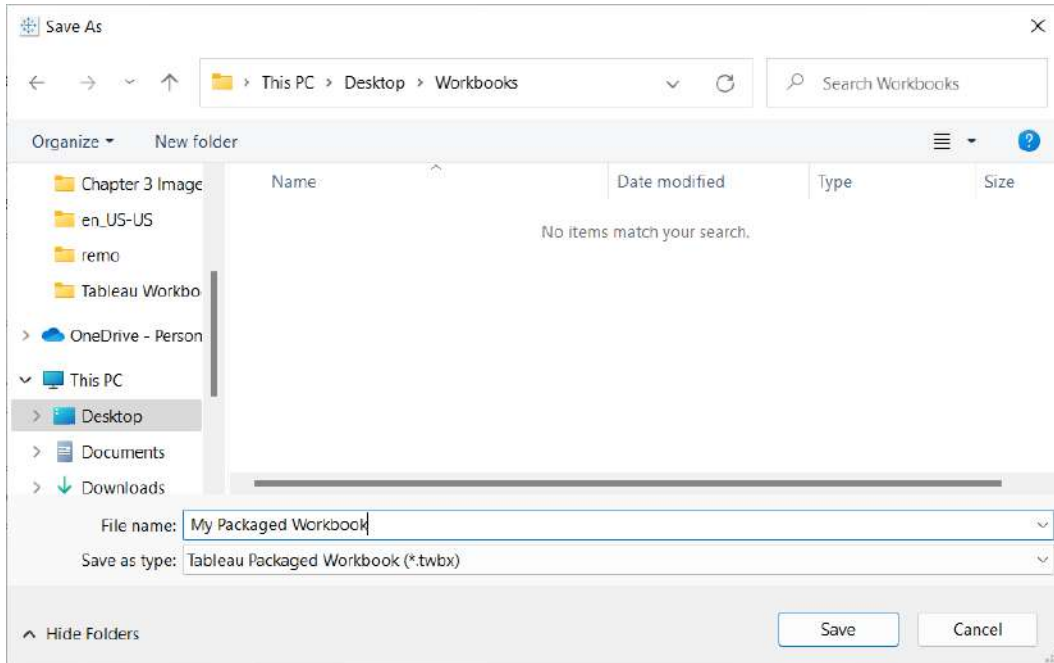 Save As
This PC > Desktop > Workbooks
Search Workbooks
Organize
New folder
Name
Date modified
Type
Size
Chapter 3 Image
en_US-US
remo
Tableau Workbo
No items match your search.
OneDrive - Person
This PC
Desktop
Documents
Downloads
File name: My Packaged Workbook
Save as type: Tableau Packaged Workbook (*.twbx)
Hide Folders
Save
Cancel